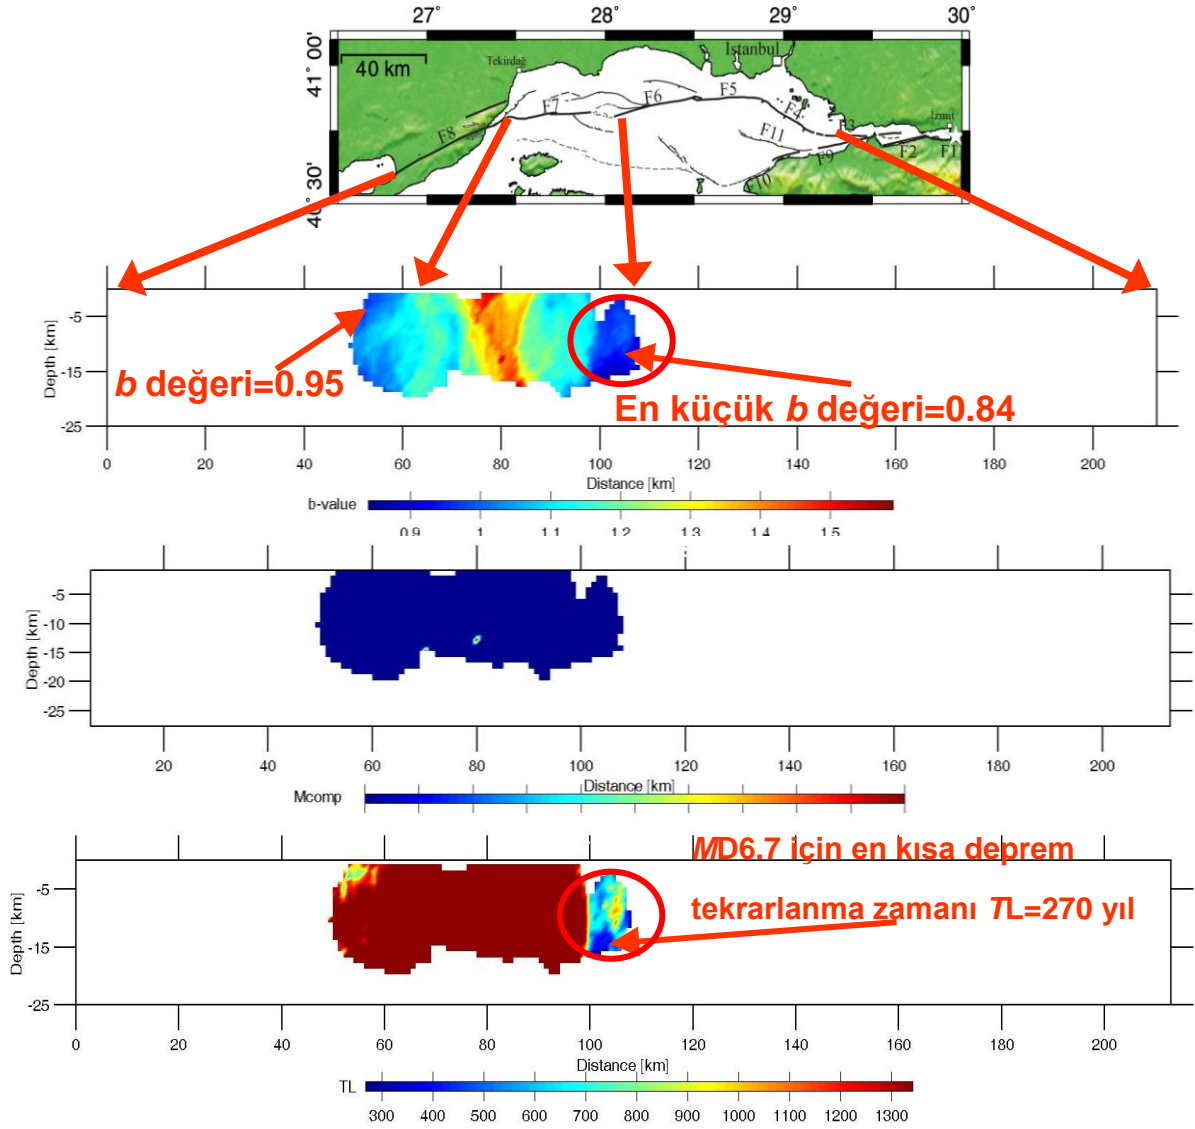 27° 28° 29° 30°
41° 00'
40° 30'
40 km
Tekirdağ
İstanbul
İzmit
F8 F7 F6 F5 F4 F3 F11 F9 F10 F2 F1
Depth [km]
-5
-15
-25
b değeri=0.95
En küçük b değeri=0.84
0 20 40 60 80 100 120 140 160 180 200
Distance [km]
b-value
0.9 1 1.1 1.2 1.3 1.4 1.5
Depth [km]
-5
-10
-15
-20
-25
20 40 60 80 100 120 140 160 180 200
Distance [km]
Mcomp
MD6.7 için en kısa deprem
tekrarlanma zamanı TL=270 yıl
Depth [km]
-5
-15
-25
0 20 40 60 80 100 120 140 160 180 200
Distance [km]
TL
300 400 500 600 700 800 900 1000 1100 1200 1300